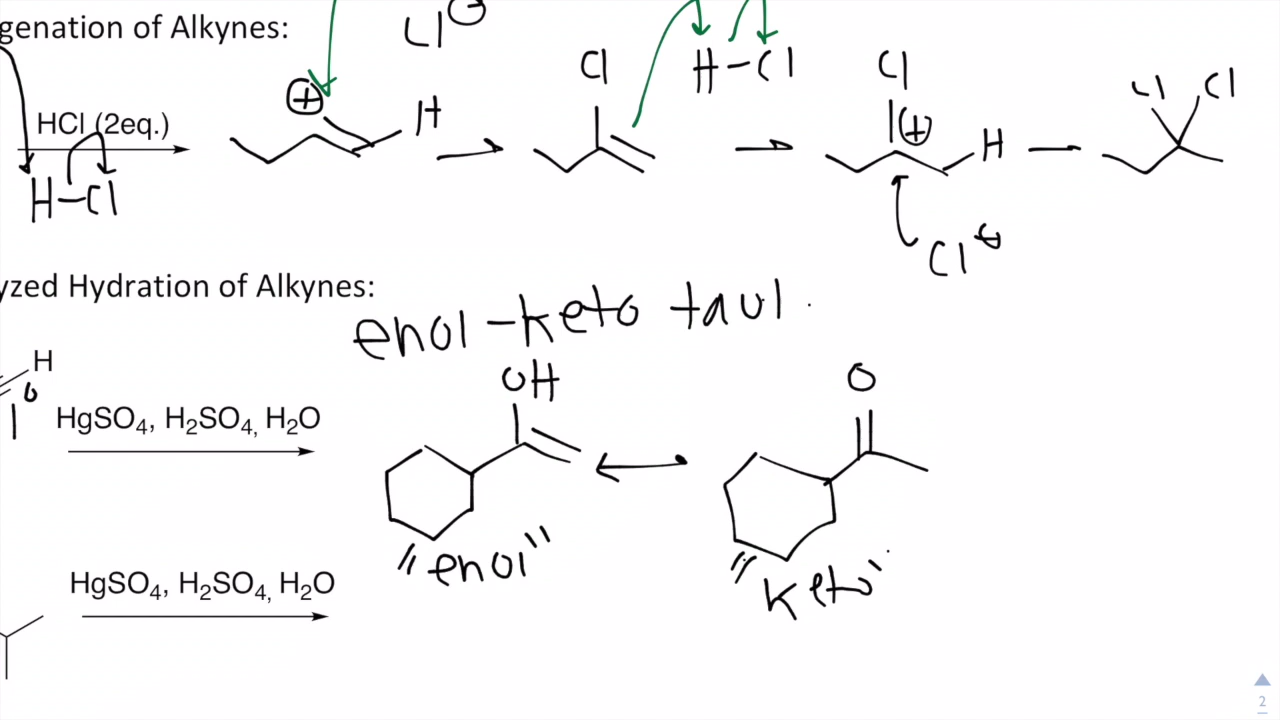 genation of Alkynes:
Cl⊖
Cl
H-Cl
Cl
Cl Cl
HCl (2eq.)
⊕
H
⊕
H
H-Cl
Cl⊖
yzed Hydration of Alkynes:
enol-keto taut
H
HgSO4, H2SO4, H2O
OH
O
"enol"
"keto"
HgSO4, H2SO4, H2O
2